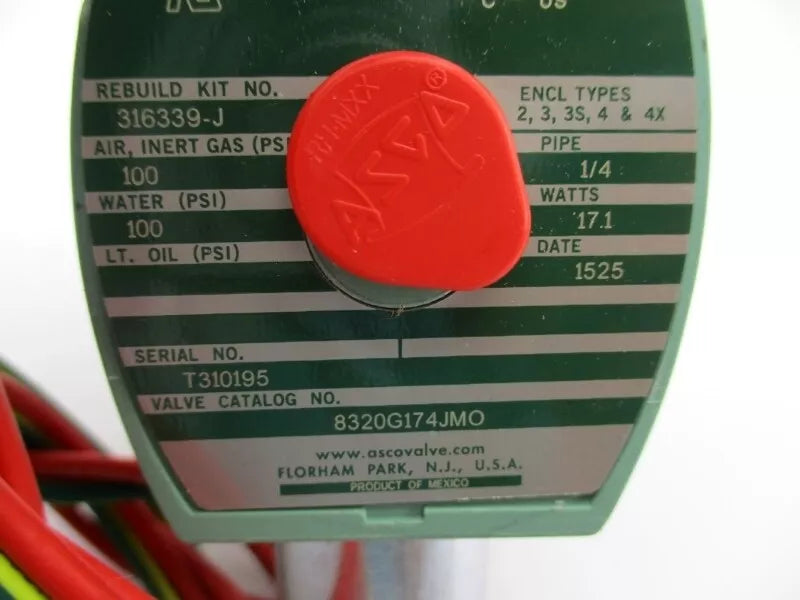 C US
REBUILD KIT NO.
316339-J
ENCL TYPES
2, 3, 3S, 4 & 4X
AIR, INERT GAS (PSI
100
PIPE
1/4
WATER (PSI)
100
WATTS
17.1
LT. OIL (PSI)
DATE
1525
ASCO ®
SERIAL NO.
T310195
VALVE CATALOG NO.
8320G174JMO
www.ascovalve.com
FLORHAM PARK, N.J., U.S.A.
PRODUCT OF MEXICO